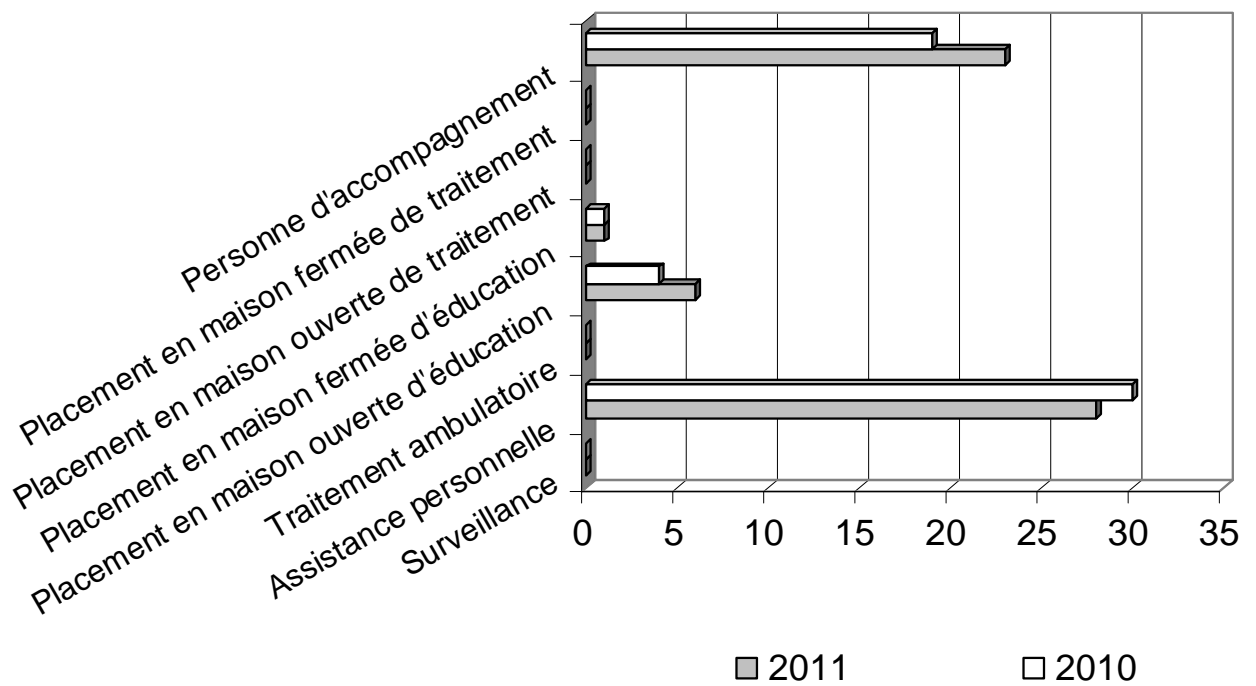 Personne d'accompagnement
Placement en maison fermée de traitement
Placement en maison ouverte de traitement
Placement en maison fermée d'éducation
Placement en maison ouverte d'éducation
Traitement ambulatoire
Assistance personnelle
Surveillance
0 5 10 15 20 25 30 35
2011 2010